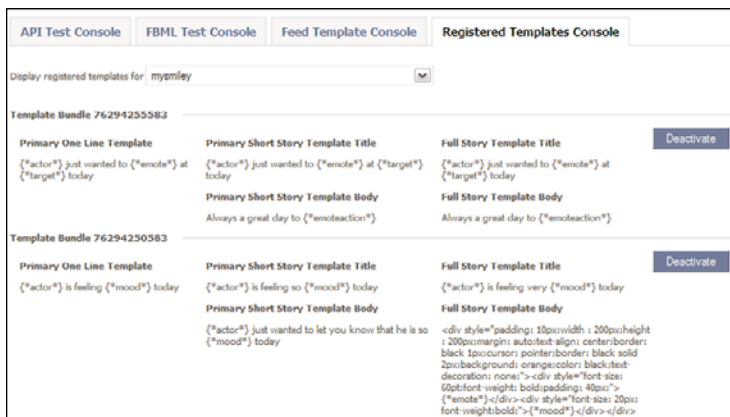 API Test Console FBML Test Console Feed Template Console Registered Templates Console
Display registered templates for mysmiley
Template Bundle 76294255583
Primary One Line Template
{*actor*} just wanted to {*emote*} at
{*target*} today
Primary Short Story Template Title
{*actor*} just wanted to {*emote*} at {*target*}
today
Primary Short Story Template Body
Always a great day to {*emoteaction*}
Full Story Template Title
{*actor*} just wanted to {*emote*} at
{*target*} today
Full Story Template Body
Always a great day to {*emoteaction*}
Deactivate
Template Bundle 76294250583
Primary One Line Template
{*actor*} is feeling {*mood*} today
Primary Short Story Template Title
{*actor*} is feeling so {*mood*} today
Primary Short Story Template Body
{*actor*} just wanted to let you know that he is so
{*mood*} today
Full Story Template Title
{*actor*} is feeling very {*mood*} today
Full Story Template Body
<div style="padding: 10px;width : 200px;height
: 200px;margin: auto;text-align: center;border:
black 1px;cursor: pointer;border: black solid
2px;background: orange;color: black;text-
decoration: none;"><div style="font-size:
60pt;font-weight: bold;padding: 40px;">
{*emote*}</div><div style="font-size: 20px;
font-weight:bold;">{*mood*}</div></div>
Deactivate